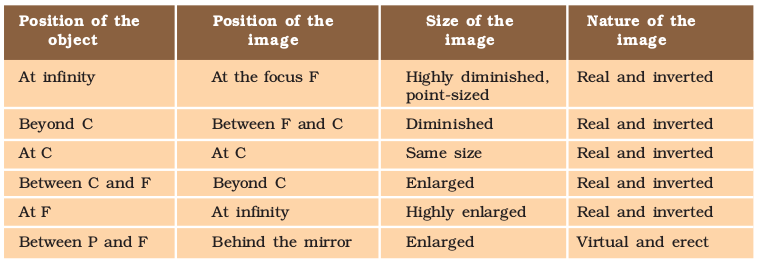 Position of the object Position of the image Size of the image Nature of the image
At infinity At the focus F Highly diminished, point-sized Real and inverted
Beyond C Between F and C Diminished Real and inverted
At C At C Same size Real and inverted
Between C and F Beyond C Enlarged Real and inverted
At F At infinity Highly enlarged Real and inverted
Between P and F Behind the mirror Enlarged Virtual and erect